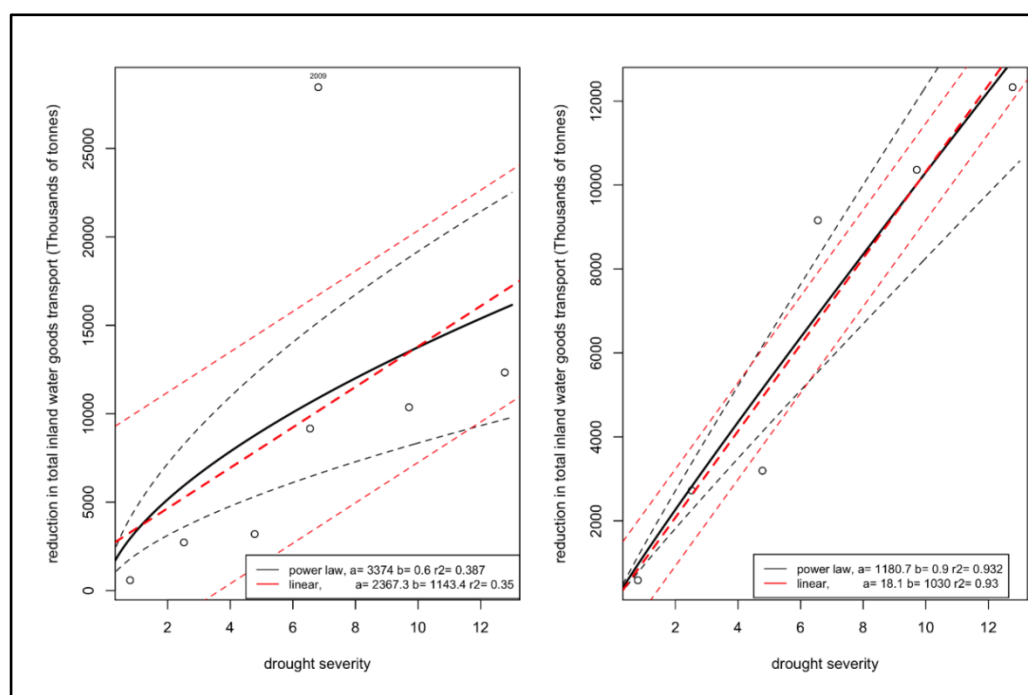 reduction in total inland water goods transport (Thousands of tonnes)
25000
20000
15000
10000
5000
0
2009
power law, a= 3374 b= 0.6 r2= 0.387
linear, a= 2367.3 b= 1143.4 r2= 0.35
2 4 6 8 10 12
drought severity
reduction in total inland water goods transport (Thousands of tonnes)
12000
10000
8000
6000
4000
2000
power law, a= 1180.7 b= 0.9 r2= 0.932
linear, a= 18.1 b= 1030 r2= 0.93
2 4 6 8 10 12
drought severity